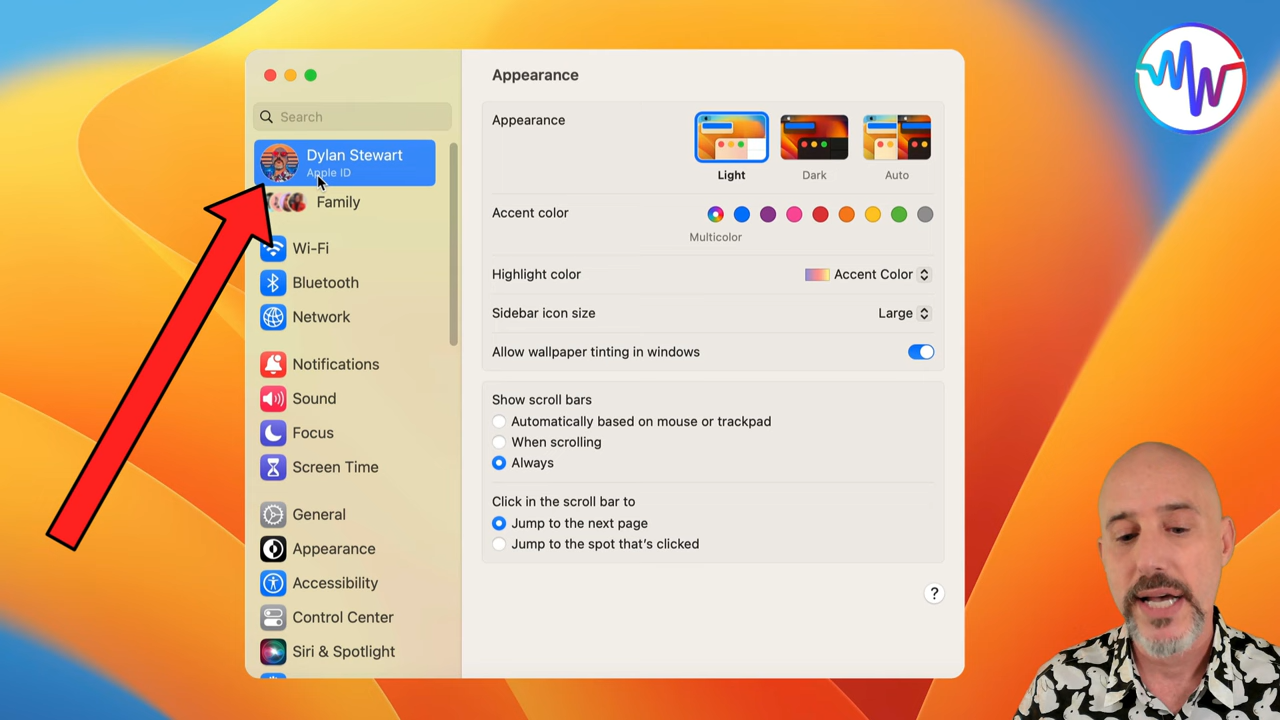 MW
Search
Dylan Stewart
Apple ID
Family
Wi-Fi
Bluetooth
Network
Notifications
Sound
Focus
Screen Time
General
Appearance
Accessibility
Control Center
Siri & Spotlight
Appearance
Appearance
Light
Dark
Auto
Accent color
Multicolor
Highlight color
Accent Color
Sidebar icon size
Large
Allow wallpaper tinting in windows
Show scroll bars
Automatically based on mouse or trackpad
When scrolling
Always
Click in the scroll bar to
Jump to the next page
Jump to the spot that's clicked
?